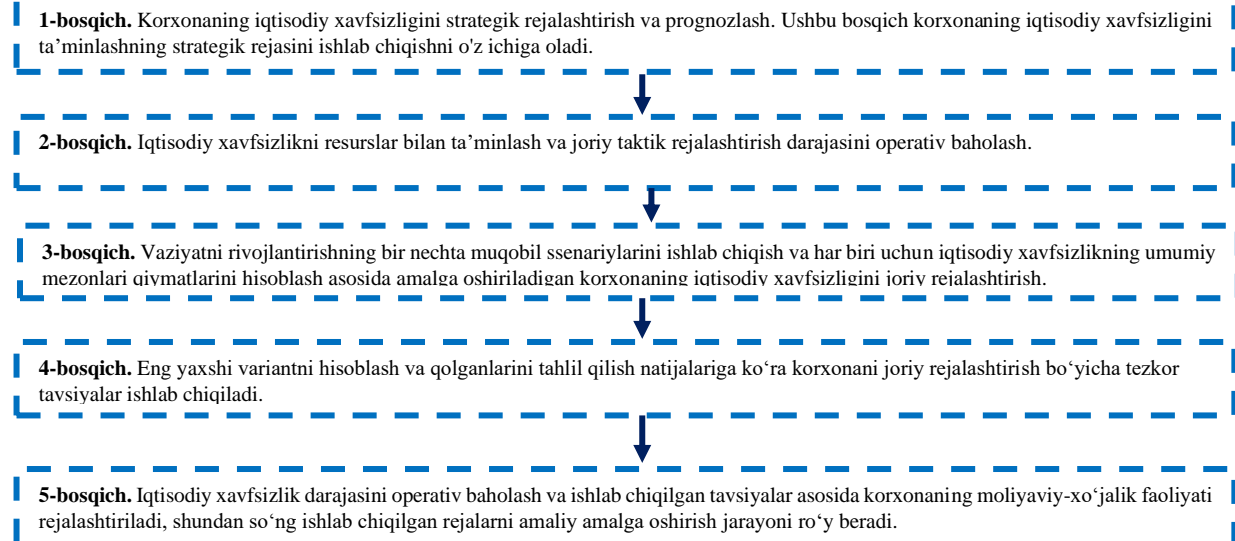 1-bosqich. Korxonaning iqtisodiy xavfsizligini strategik rejalashtirish va prognozlash. Ushbu bosqich korxonaning iqtisodiy xavfsizligini
ta’minlashning strategik rejasini ishlab chiqishni o'z ichiga oladi.
2-bosqich. Iqtisodiy xavfsizlikni resurslar bilan ta’minlash va joriy taktik rejalashtirish darajasini operativ baholash.
3-bosqich. Vaziyatni rivojlantirishning bir nechta muqobil ssenariylarini ishlab chiqish va har biri uchun iqtisodiy xavfsizlikning umumiy
mezonlari qiymatlarini hisoblash asosida amalga oshiriladigan korxonaning iqtisodiy xavfsizligini joriy rejalashtirish.
4-bosqich. Eng yaxshi variantni hisoblash va qolganlarini tahlil qilish natijalariga ko‘ra korxonani joriy rejalashtirish bo‘yicha tezkor
tavsiyalar ishlab chiqiladi.
5-bosqich. Iqtisodiy xavfsizlik darajasini operativ baholash va ishlab chiqilgan tavsiyalar asosida korxonaning moliyaviy-xo‘jalik faoliyati
rejalashtiriladi, shundan so‘ng ishlab chiqilgan rejalarni amaliy amalga oshirish jarayoni ro‘y beradi.